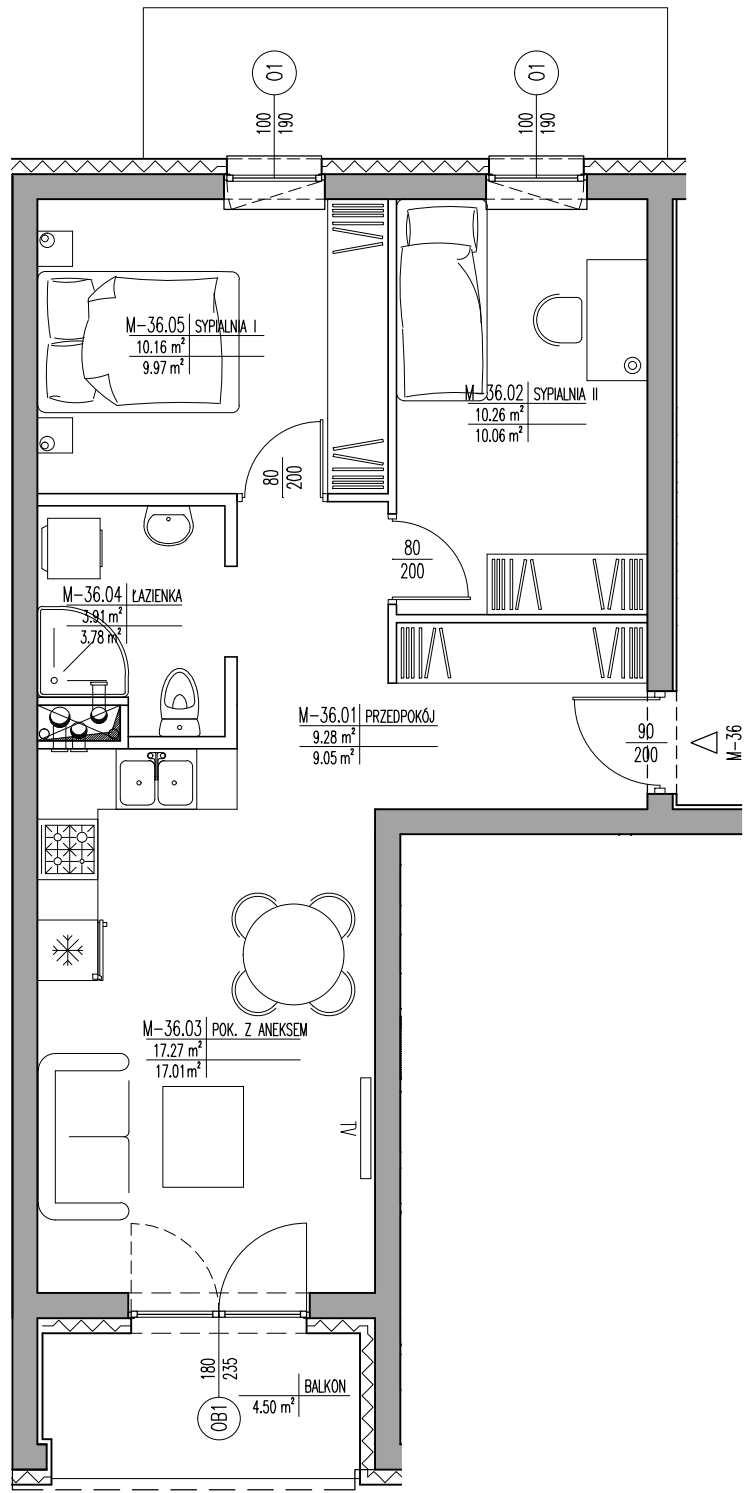 O1
100
190
O1
100
190
M-36.05 SYPIALNIA I
10.16 m²
9.97 m²
M-36.02 SYPIALNIA II
10.26 m²
10.06 m²
80
200
80
200
M-36.04 ŁAZIENKA
3.91 m²
3.78 m²
M-36.01 PRZEDPOKÓJ
9.28 m²
9.05 m²
90
200
M-36
M-36.03 POK. Z ANEKSEM
17.27 m²
17.01 m²
TV
180
235
OB1
BALKON
4.50 m²